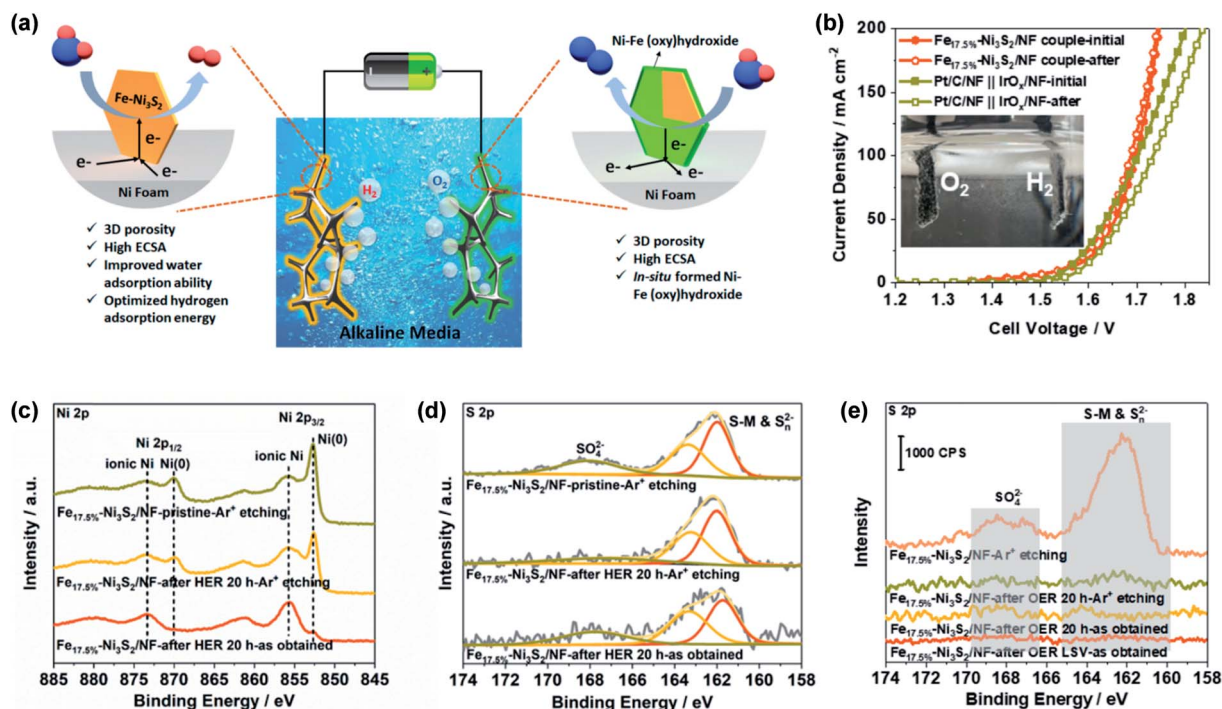 (a)
Fe-Ni₃S₂
e-
e-
e-
Ni Foam
✓ 3D porosity
✓ High ECSA
✓ Improved water
adsorption ability
✓ Optimized hydrogen
adsorption energy
-
+
H₂
O₂
Alkaline Media
Ni-Fe (oxy)hydroxide
e-
e-
e-
Ni Foam
✓ 3D porosity
✓ High ECSA
✓ In-situ formed Ni-
Fe (oxy)hydroxide
(b)
Current Density / mA cm⁻²
200
150
100
50
0
Fe₁₇.₅%-Ni₃S₂/NF couple-initial
Fe₁₇.₅%-Ni₃S₂/NF couple-after
Pt/C/NF || IrOₓ/NF-initial
Pt/C/NF || IrOₓ/NF-after
O₂
H₂
1.2 1.3 1.4 1.5 1.6 1.7 1.8
Cell Voltage / V
(c)
Ni 2p
Intensity / a.u.
Ni 2p₁/₂
ionic Ni
Ni(0)
Ni 2p₃/₂
ionic Ni
Ni(0)
Fe₁₇.₅%-Ni₃S₂/NF-pristine-Ar⁺ etching
Fe₁₇.₅%-Ni₃S₂/NF-after HER 20 h-Ar⁺ etching
Fe₁₇.₅%-Ni₃S₂/NF-after HER 20 h-as obtained
885 880 875 870 865 860 855 850 845
Binding Energy / eV
(d)
S 2p
Intensity / a.u.
SO₄²⁻
S-M & Sₙ²⁻
Fe₁₇.₅%-Ni₃S₂/NF-pristine-Ar⁺ etching
Fe₁₇.₅%-Ni₃S₂/NF-after HER 20 h-Ar⁺ etching
Fe₁₇.₅%-Ni₃S₂/NF-after HER 20 h-as obtained
174 172 170 168 166 164 162 160 158
Binding Energy / eV
(e)
S 2p
Intensity
1000 CPS
SO₄²⁻
S-M & Sₙ²⁻
Fe₁₇.₅%-Ni₃S₂/NF-Ar⁺ etching
Fe₁₇.₅%-Ni₃S₂/NF-after OER 20 h-Ar⁺ etching
Fe₁₇.₅%-Ni₃S₂/NF-after OER 20 h-as obtained
Fe₁₇.₅%-Ni₃S₂/NF-after OER LSV-as obtained
174 172 170 168 166 164 162 160 158
Binding Energy / eV